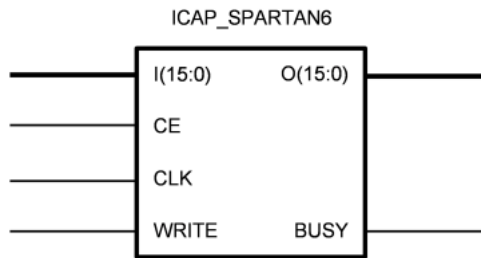 ICAP_SPARTAN6
I(15:0) O(15:0)
CE
CLK
WRITE BUSY